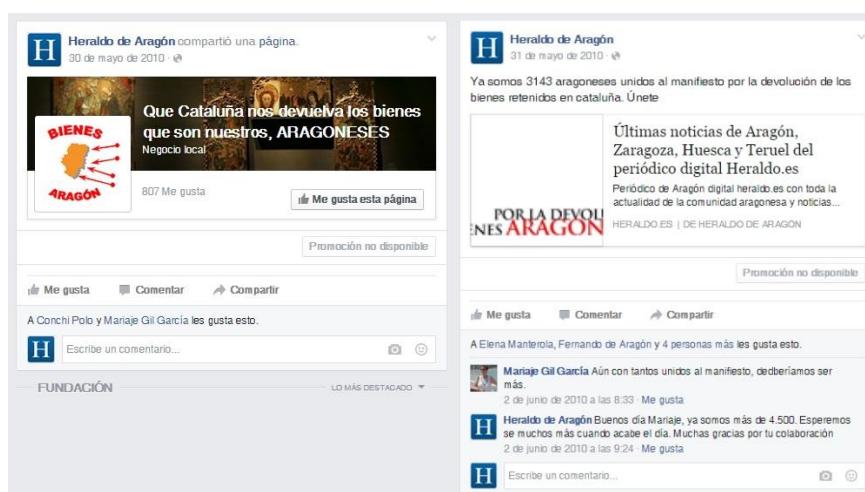 Heraldo de Aragón compartió una página.
30 de mayo de 2010
Que Cataluña nos devuelva los bienes
que son nuestros, ARAGONESES
Negocio local
BIENES
ARAGÓN
807 Me gusta
Me gusta esta página
Promoción no disponible
Me gusta Comentar Compartir
A Conchi Polo y Mariaje Gil García les gusta esto.
H Escribe un comentario...
FUNDACIÓN LO MÁS DESTACADO
H Heraldo de Aragón
31 de mayo de 2010
Ya somos 3143 aragoneses unidos al manifiesto por la devolución de los
bienes retenidos en cataluña. Únete
Últimas noticias de Aragón,
Zaragoza, Huesca y Teruel del
periódico digital Heraldo.es
Periódico de Aragón digital heraldo.es con toda la
actualidad de la comunidad aragonesa y noticias...
HERALDO.ES | DE HERALDO DE ARAGÓN
POR LA DEVOLU
ENES ARAGON
Promoción no disponible
Me gusta Comentar Compartir
A Elena Manterola, Fernando de Aragón y 4 personas más les gusta esto.
Mariaje Gil García Aún con tantos unidos al manifiesto, dedberíamos ser
más.
2 de junio de 2010 a las 8:33 · Me gusta
H Heraldo de Aragón Buenos día Mariaje, ya somos más de 4.500. Esperemos
se muchos más cuando acabe el día. Muchas gracias por tu colaboración
2 de junio de 2010 a las 9:24 · Me gusta
H Escribe un comentario...